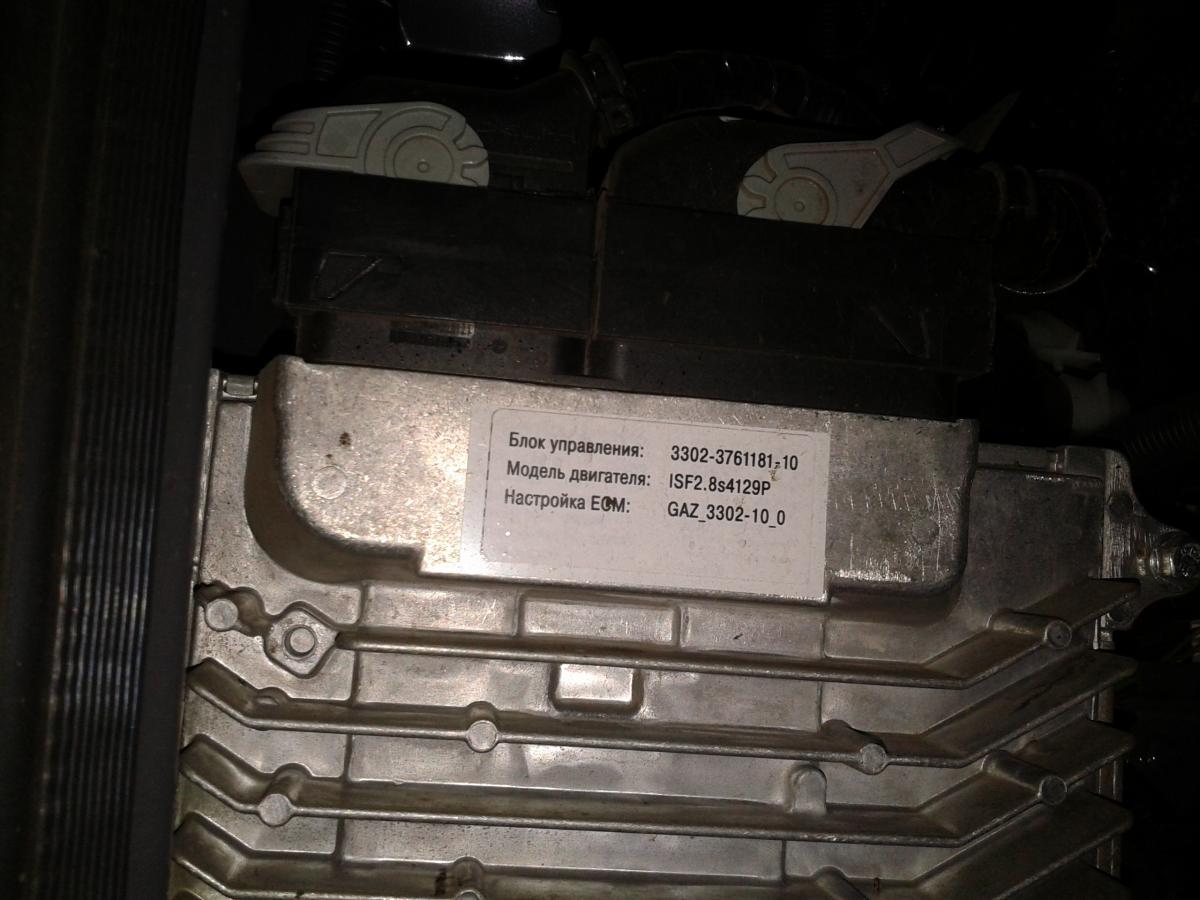 Блок управления: 3302-3761181-10
Модель двигателя: ISF2.8s4129P
Настройка ECM: GAZ_3302-10_0